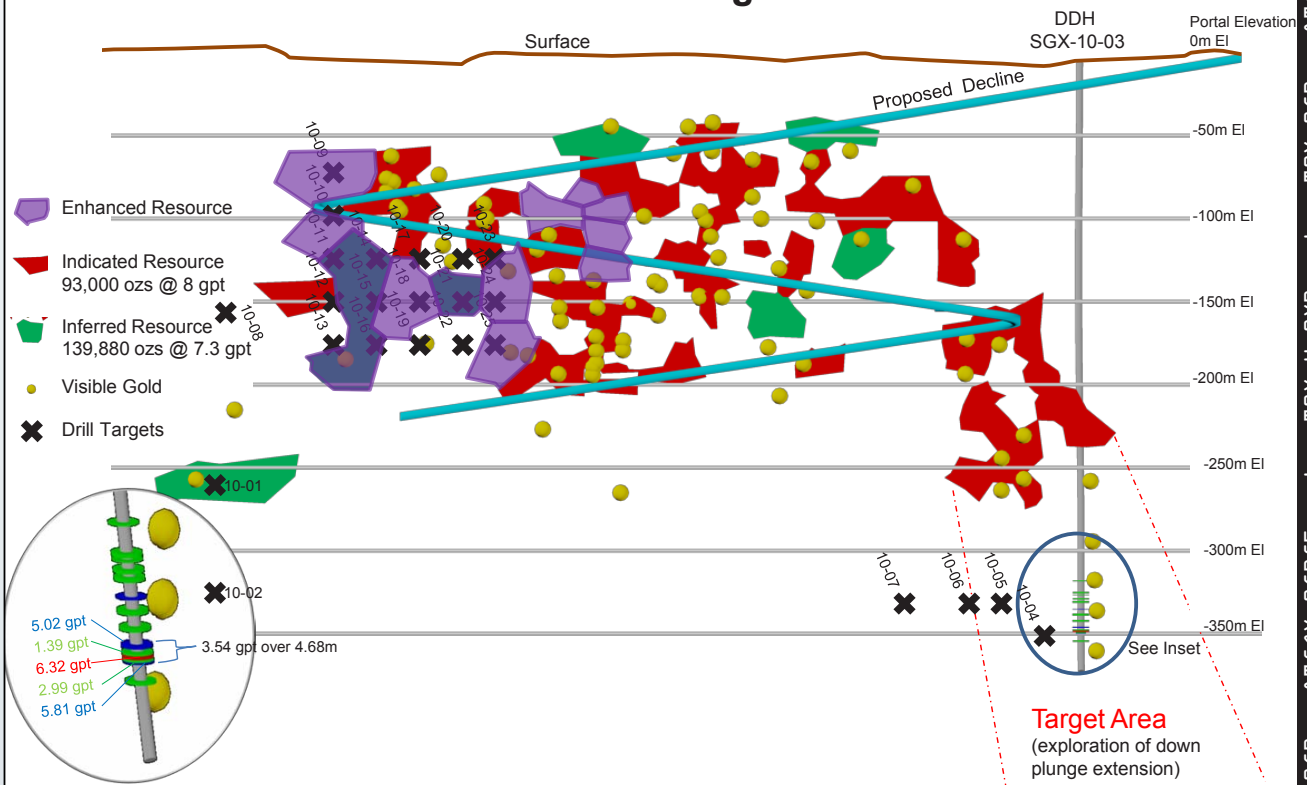 DDH
SGX-10-03
Portal Elevation
0m El
Surface
Proposed Decline
-50m El
-100m El
-150m El
-200m El
-250m El
-300m El
-350m El
Enhanced Resource
Indicated Resource
93,000 ozs @ 8 gpt
Inferred Resource
139,880 ozs @ 7.3 gpt
Visible Gold
Drill Targets
10-09
10-10
10-11
10-12
10-13
10-15
10-16
10-17
10-18
10-19
10-20
10-21
10-22
10-23
10-08
10-01
10-02
10-07
10-06
10-05
10-04
5.02 gpt
1.39 gpt
6.32 gpt
2.99 gpt
5.81 gpt
3.54 gpt over 4.68m
See Inset
Target Area
(exploration of down
plunge extension)